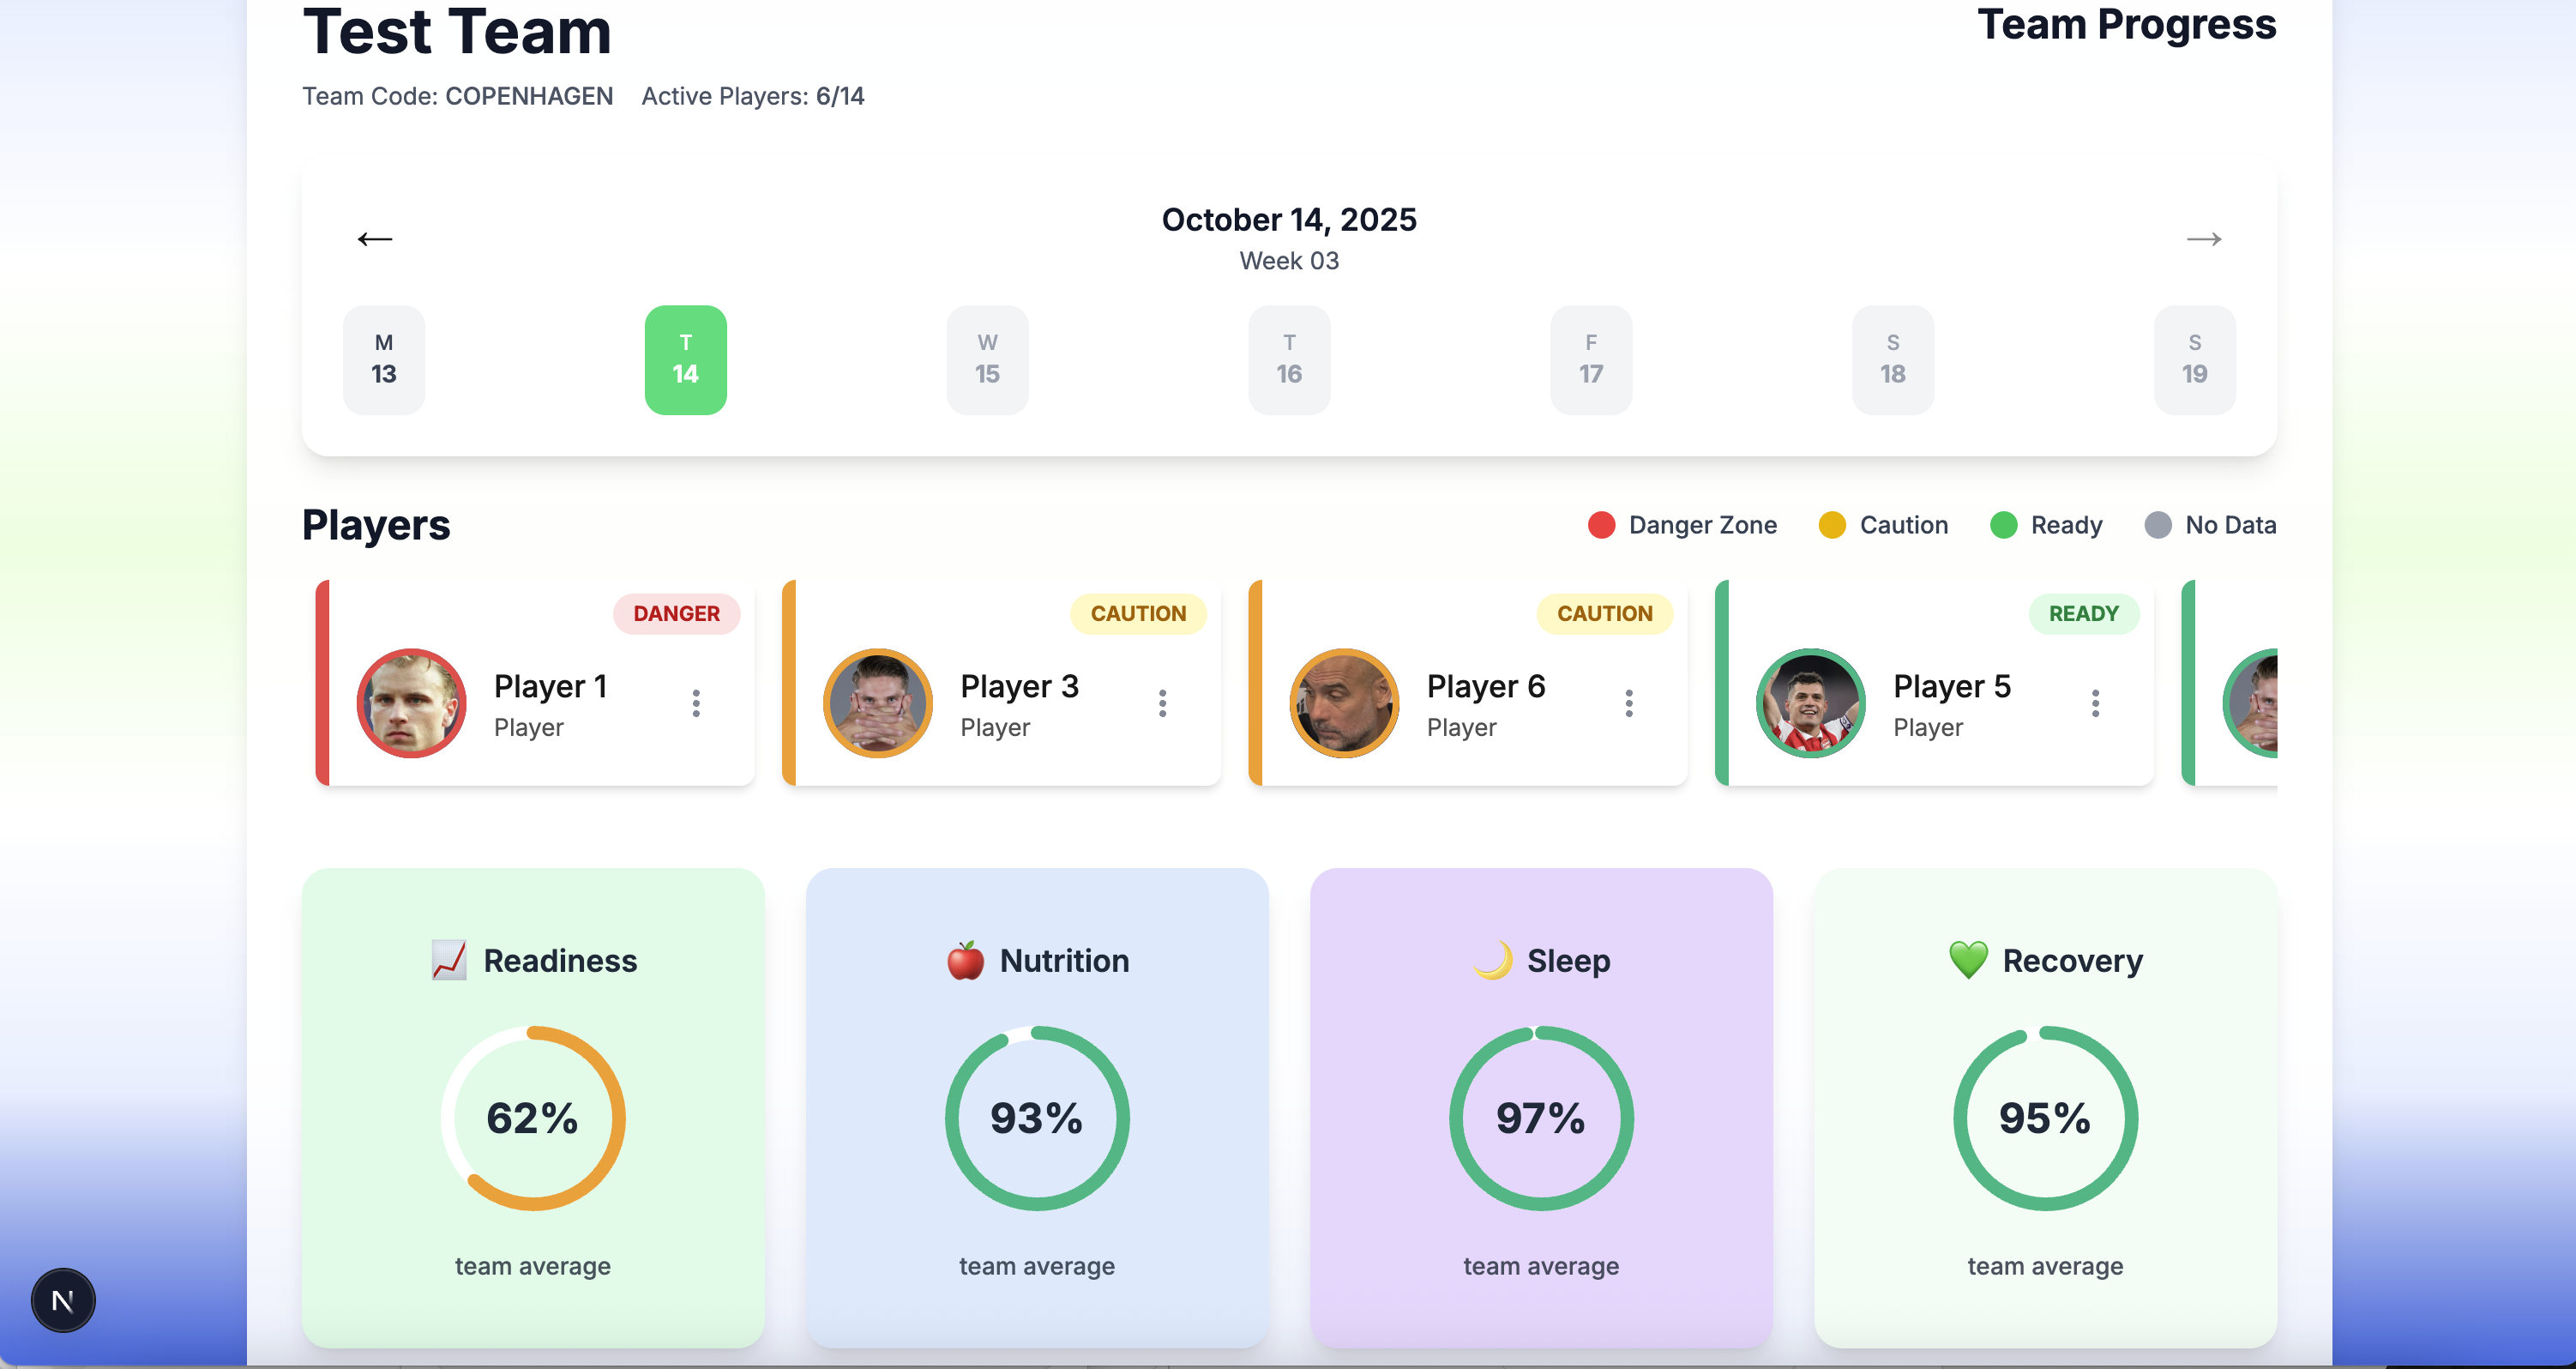 Test Team
Team Progress
Team Code: COPENHAGEN Active Players: 6/14
← October 14, 2025 →
Week 03
M T W T F S S
13 14 15 16 17 18 19
Players
Danger Zone Caution Ready No Data
DANGER CAUTION CAUTION READY
Player 1 Player 3 Player 6 Player 5
Player Player Player Player
Readiness Nutrition Sleep Recovery
62% 93% 97% 95%
team average team average team average team average
N